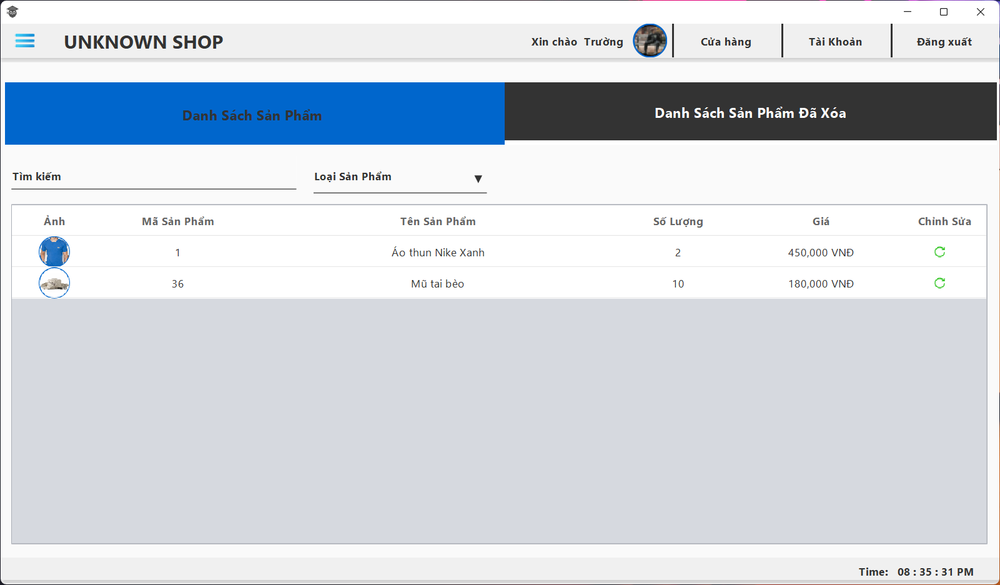 UNKNOWN SHOP
Xin chào Trường
Cửa hàng
Tài Khoản
Đăng xuất
Danh Sách Sản Phẩm
Danh Sách Sản Phẩm Đã Xóa
Tìm kiếm
Loại Sản Phẩm
Ảnh Mã Sản Phẩm Tên Sản Phẩm Số Lượng Giá Chỉnh Sửa
1 Áo thun Nike Xanh 2 450,000 VNĐ
36 Mũ tai bèo 10 180,000 VNĐ
Time: 08 : 35 : 31 PM